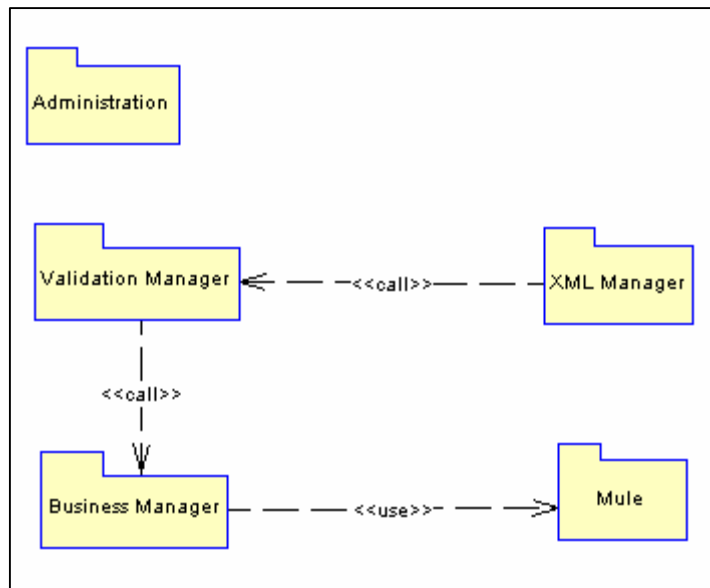 Administration
Validation Manager
<<call>>
XML Manager
<<call>>
Business Manager
<<use>>
Mule